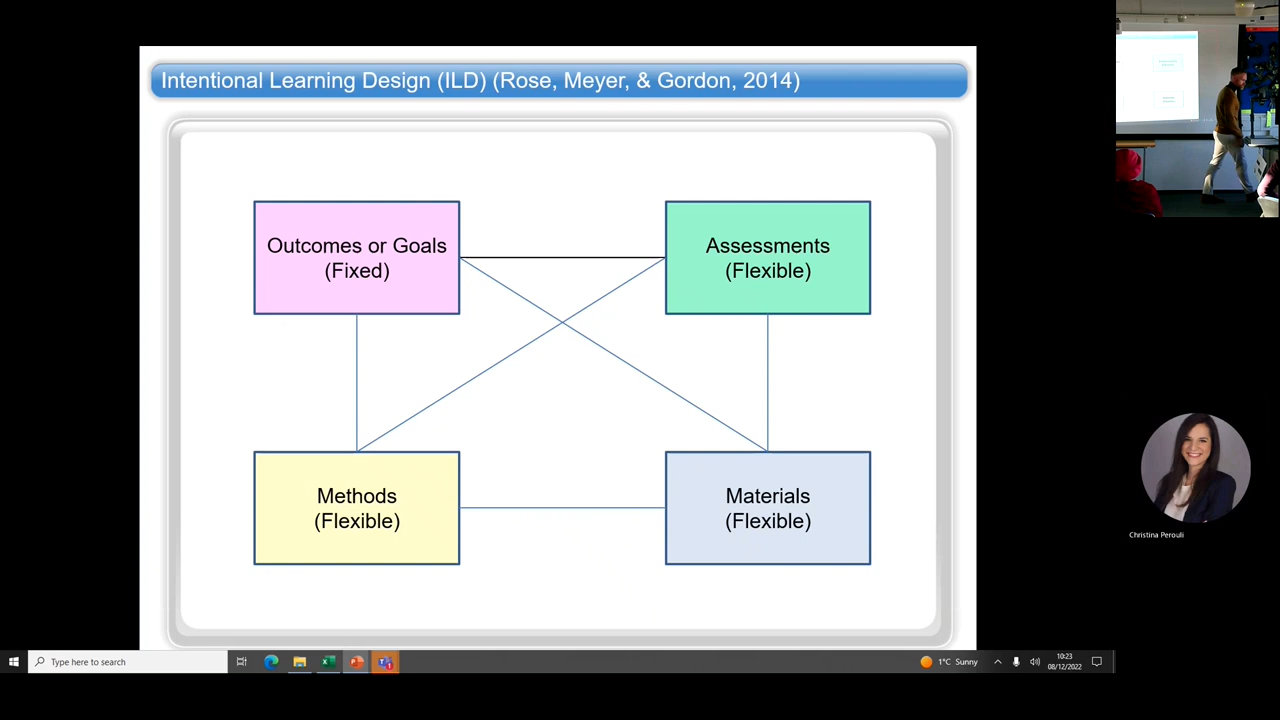 Intentional Learning Design (ILD) (Rose, Meyer, & Gordon, 2014)
Outcomes or Goals
(Fixed)
Assessments
(Flexible)
Methods
(Flexible)
Materials
(Flexible)
Christina Perouli
Type here to search
1°C Sunny
10:23
08/12/2022